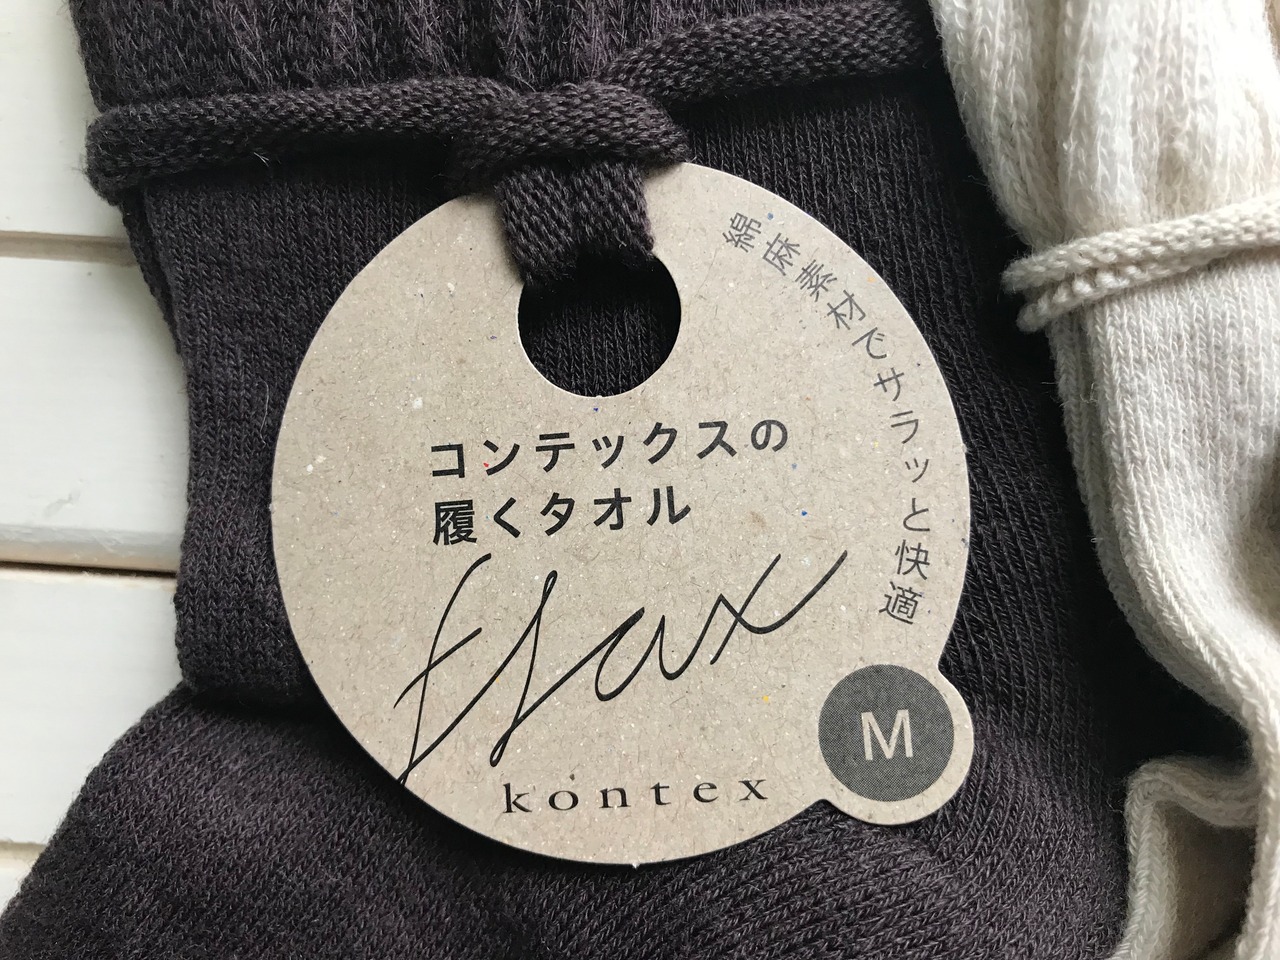 綿麻素材でサラッと快適
コンテックスの
履くタオル
flax
M
kontex